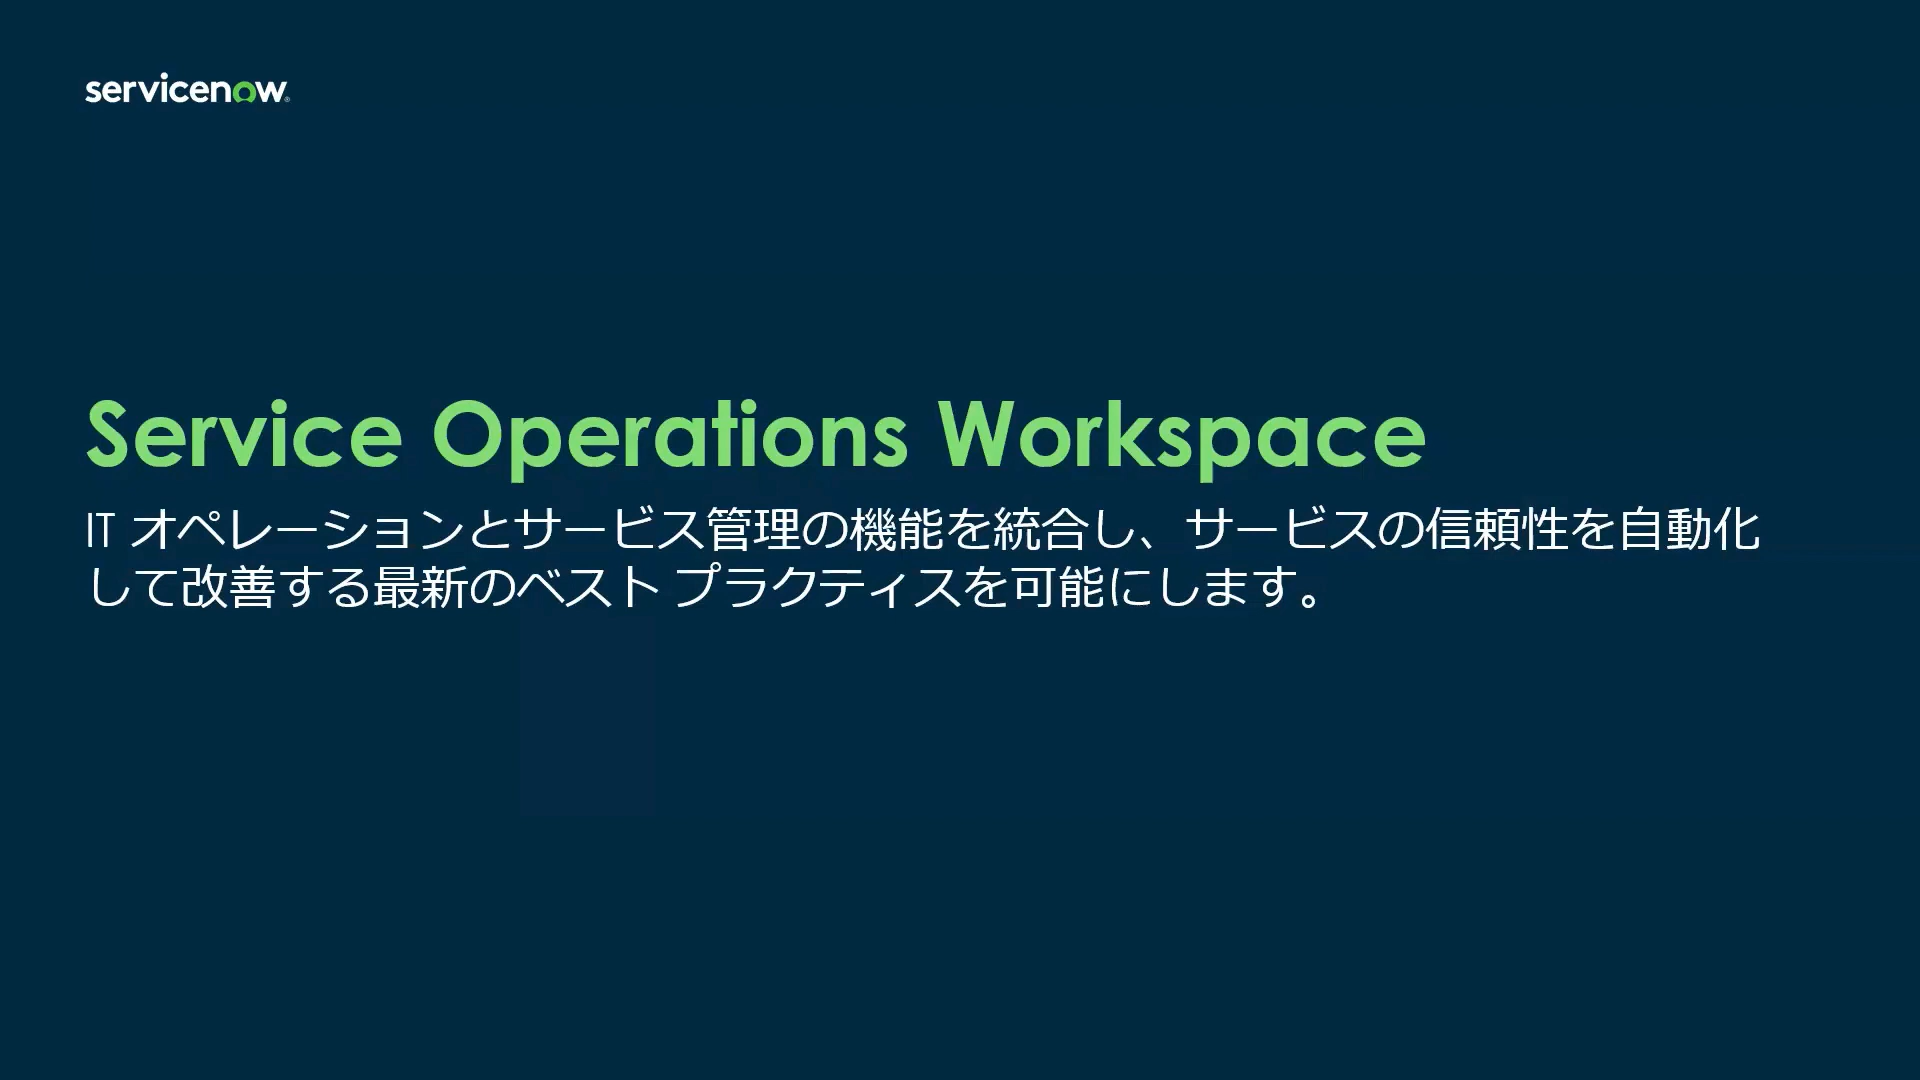 servicenow®
Service Operations Workspace
IT オペレーションとサービス管理の機能を統合し、サービスの信頼性を自動化
して改善する最新のベスト プラクティスを可能にします。